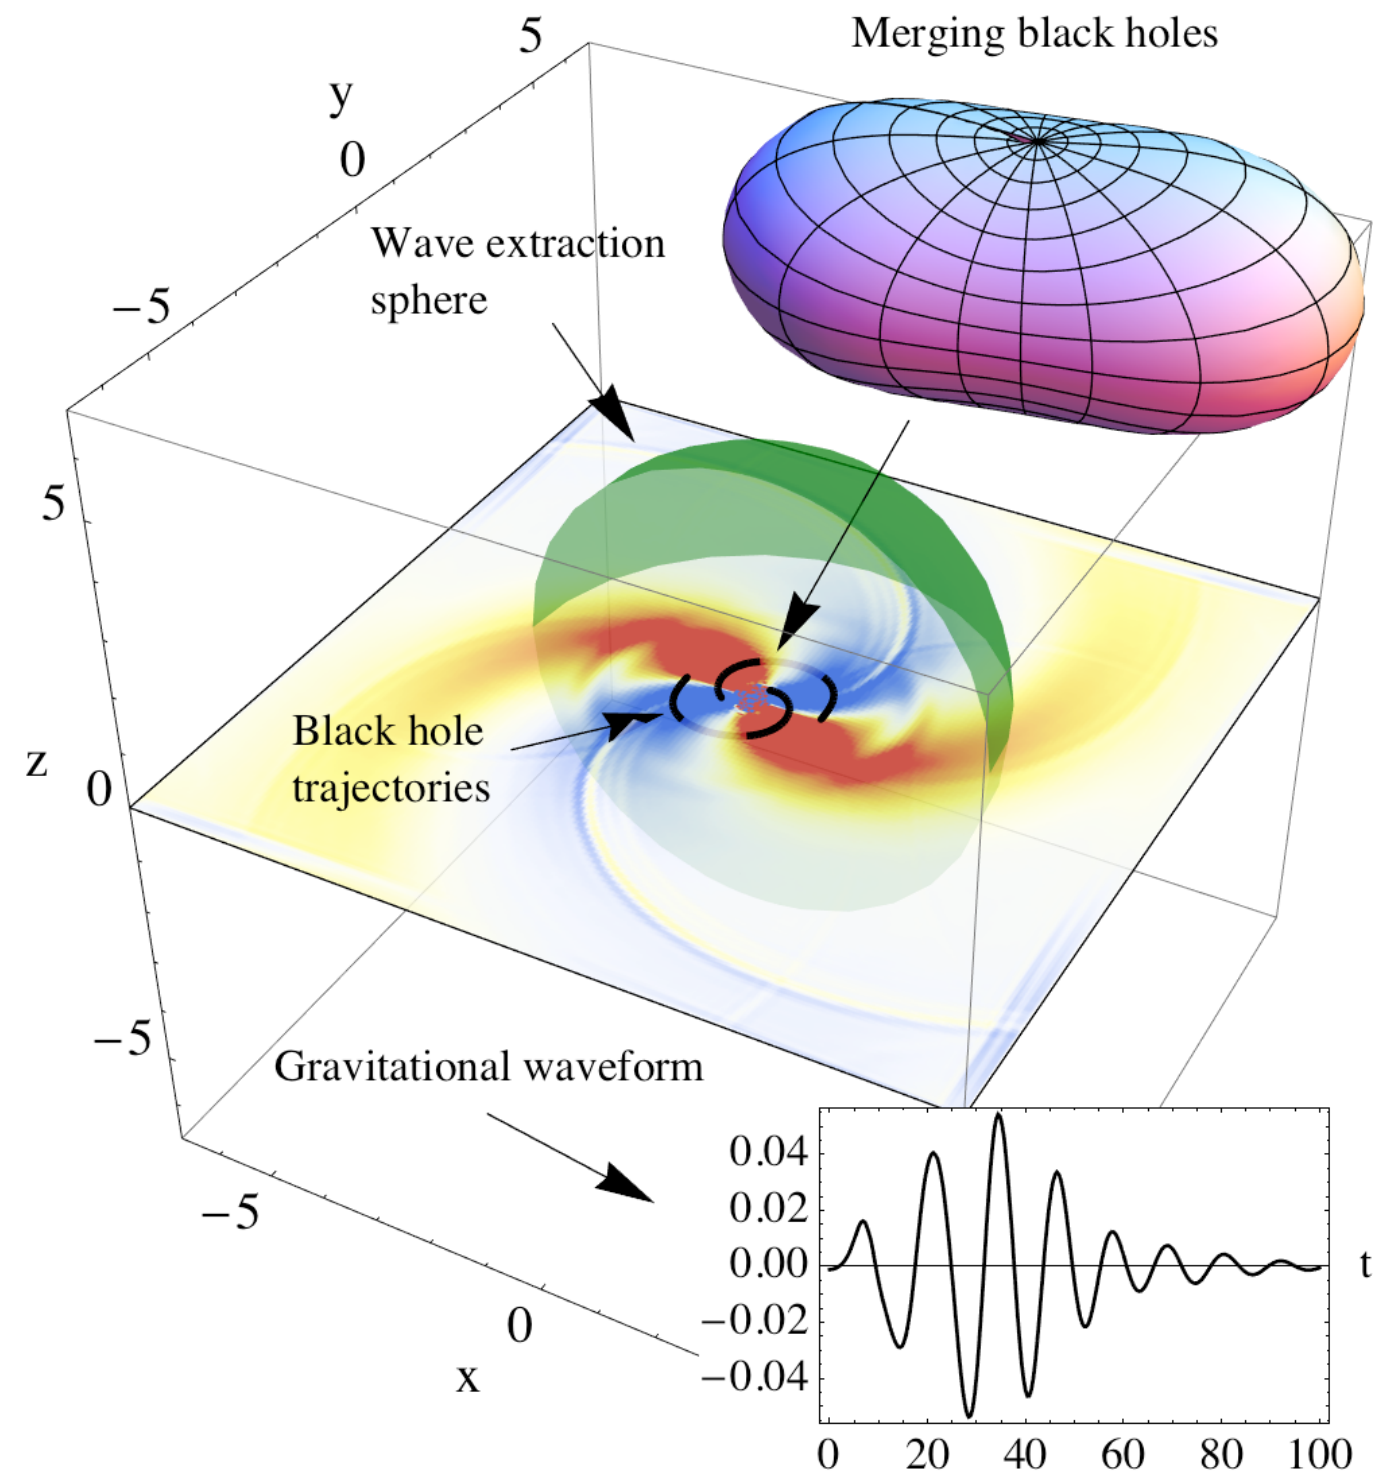 Merging black holes
5
y
0
−5
Wave extraction
sphere
5
z
0
−5
Black hole
trajectories
Gravitational waveform
−5
0
x
0.04
0.02
0.00
−0.02
−0.04
t
0 20 40 60 80 100